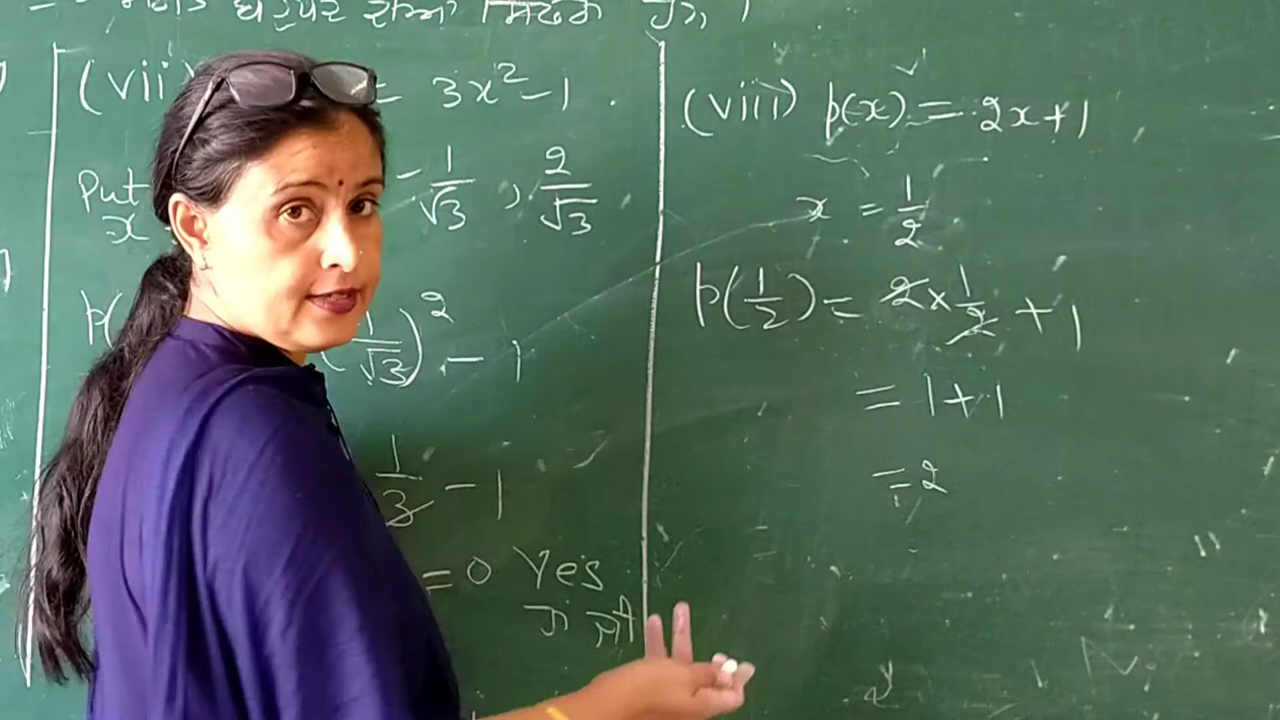 (vii) = 3x² - 1 .
Put x - 1/√3 , 2/√3
p( 1/√3)² - 1
1/3 - 1
= 0 Yes
ਹਾਂ ਜੀ
(viii) p(x) = 2x+1
x = 1/2
p(1/2) = 2 × 1/2 + 1
= 1+1
= 2